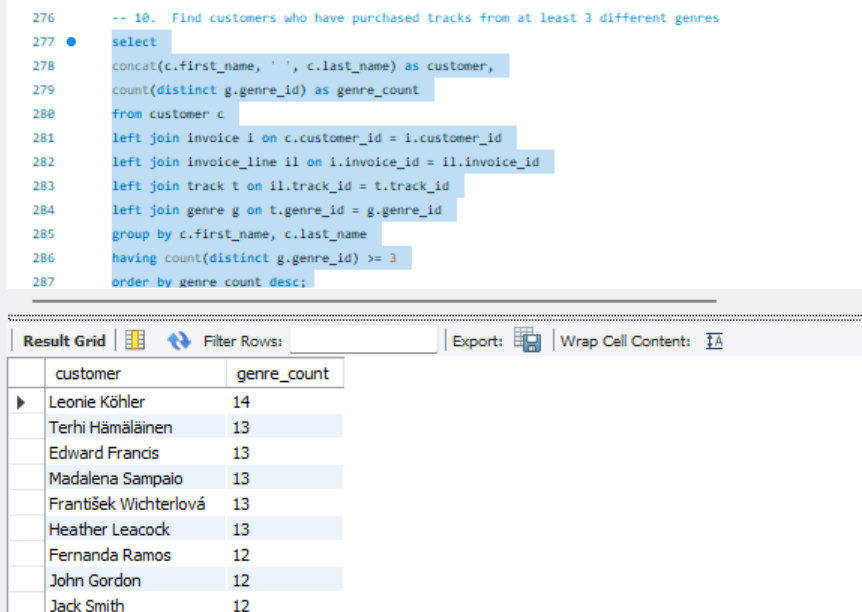 276 -- 10. Find customers who have purchased tracks from at least 3 different genres
277 select
278 concat(c.first_name, ' ', c.last_name) as customer,
279 count(distinct g.genre_id) as genre_count
280 from customer c
281 left join invoice i on c.customer_id = i.customer_id
282 left join invoice_line il on i.invoice_id = il.invoice_id
283 left join track t on il.track_id = t.track_id
284 left join genre g on t.genre_id = g.genre_id
285 group by c.first_name, c.last_name
286 having count(distinct g.genre_id) >= 3
287 order by genre_count desc;
Result Grid Filter Rows: Export: Wrap Cell Content: IA
customer genre_count
Leonie Köhler 14
Terhi Hämäläinen 13
Edward Francis 13
Madalena Sampaio 13
František Wichterlová 13
Heather Leacock 13
Fernanda Ramos 12
John Gordon 12
Jack Smith 12